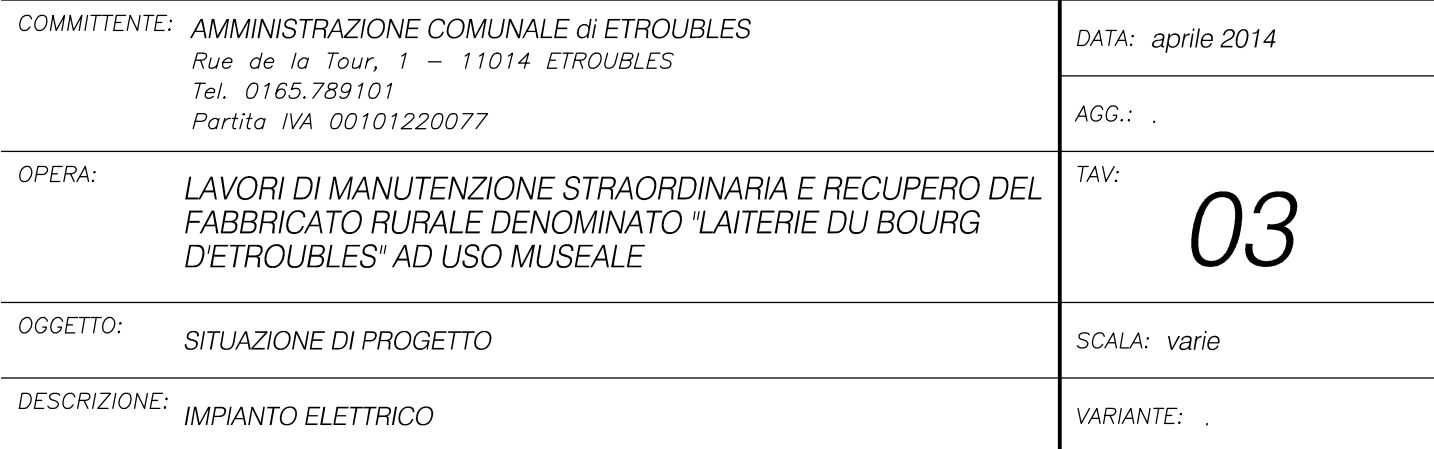 COMMITTENTE: AMMINISTRAZIONE COMUNALE di ETROUBLES
Rue de la Tour, 1 – 11014 ETROUBLES
Tel. 0165.789101
Partita IVA 00101220077
DATA: aprile 2014
AGG.: .
OPERA: LAVORI DI MANUTENZIONE STRAORDINARIA E RECUPERO DEL
FABBRICATO RURALE DENOMINATO "LAITERIE DU BOURG
D'ETROUBLES" AD USO MUSEALE
TAV:
03
OGGETTO: SITUAZIONE DI PROGETTO
SCALA: varie
DESCRIZIONE: IMPIANTO ELETTRICO
VARIANTE: .